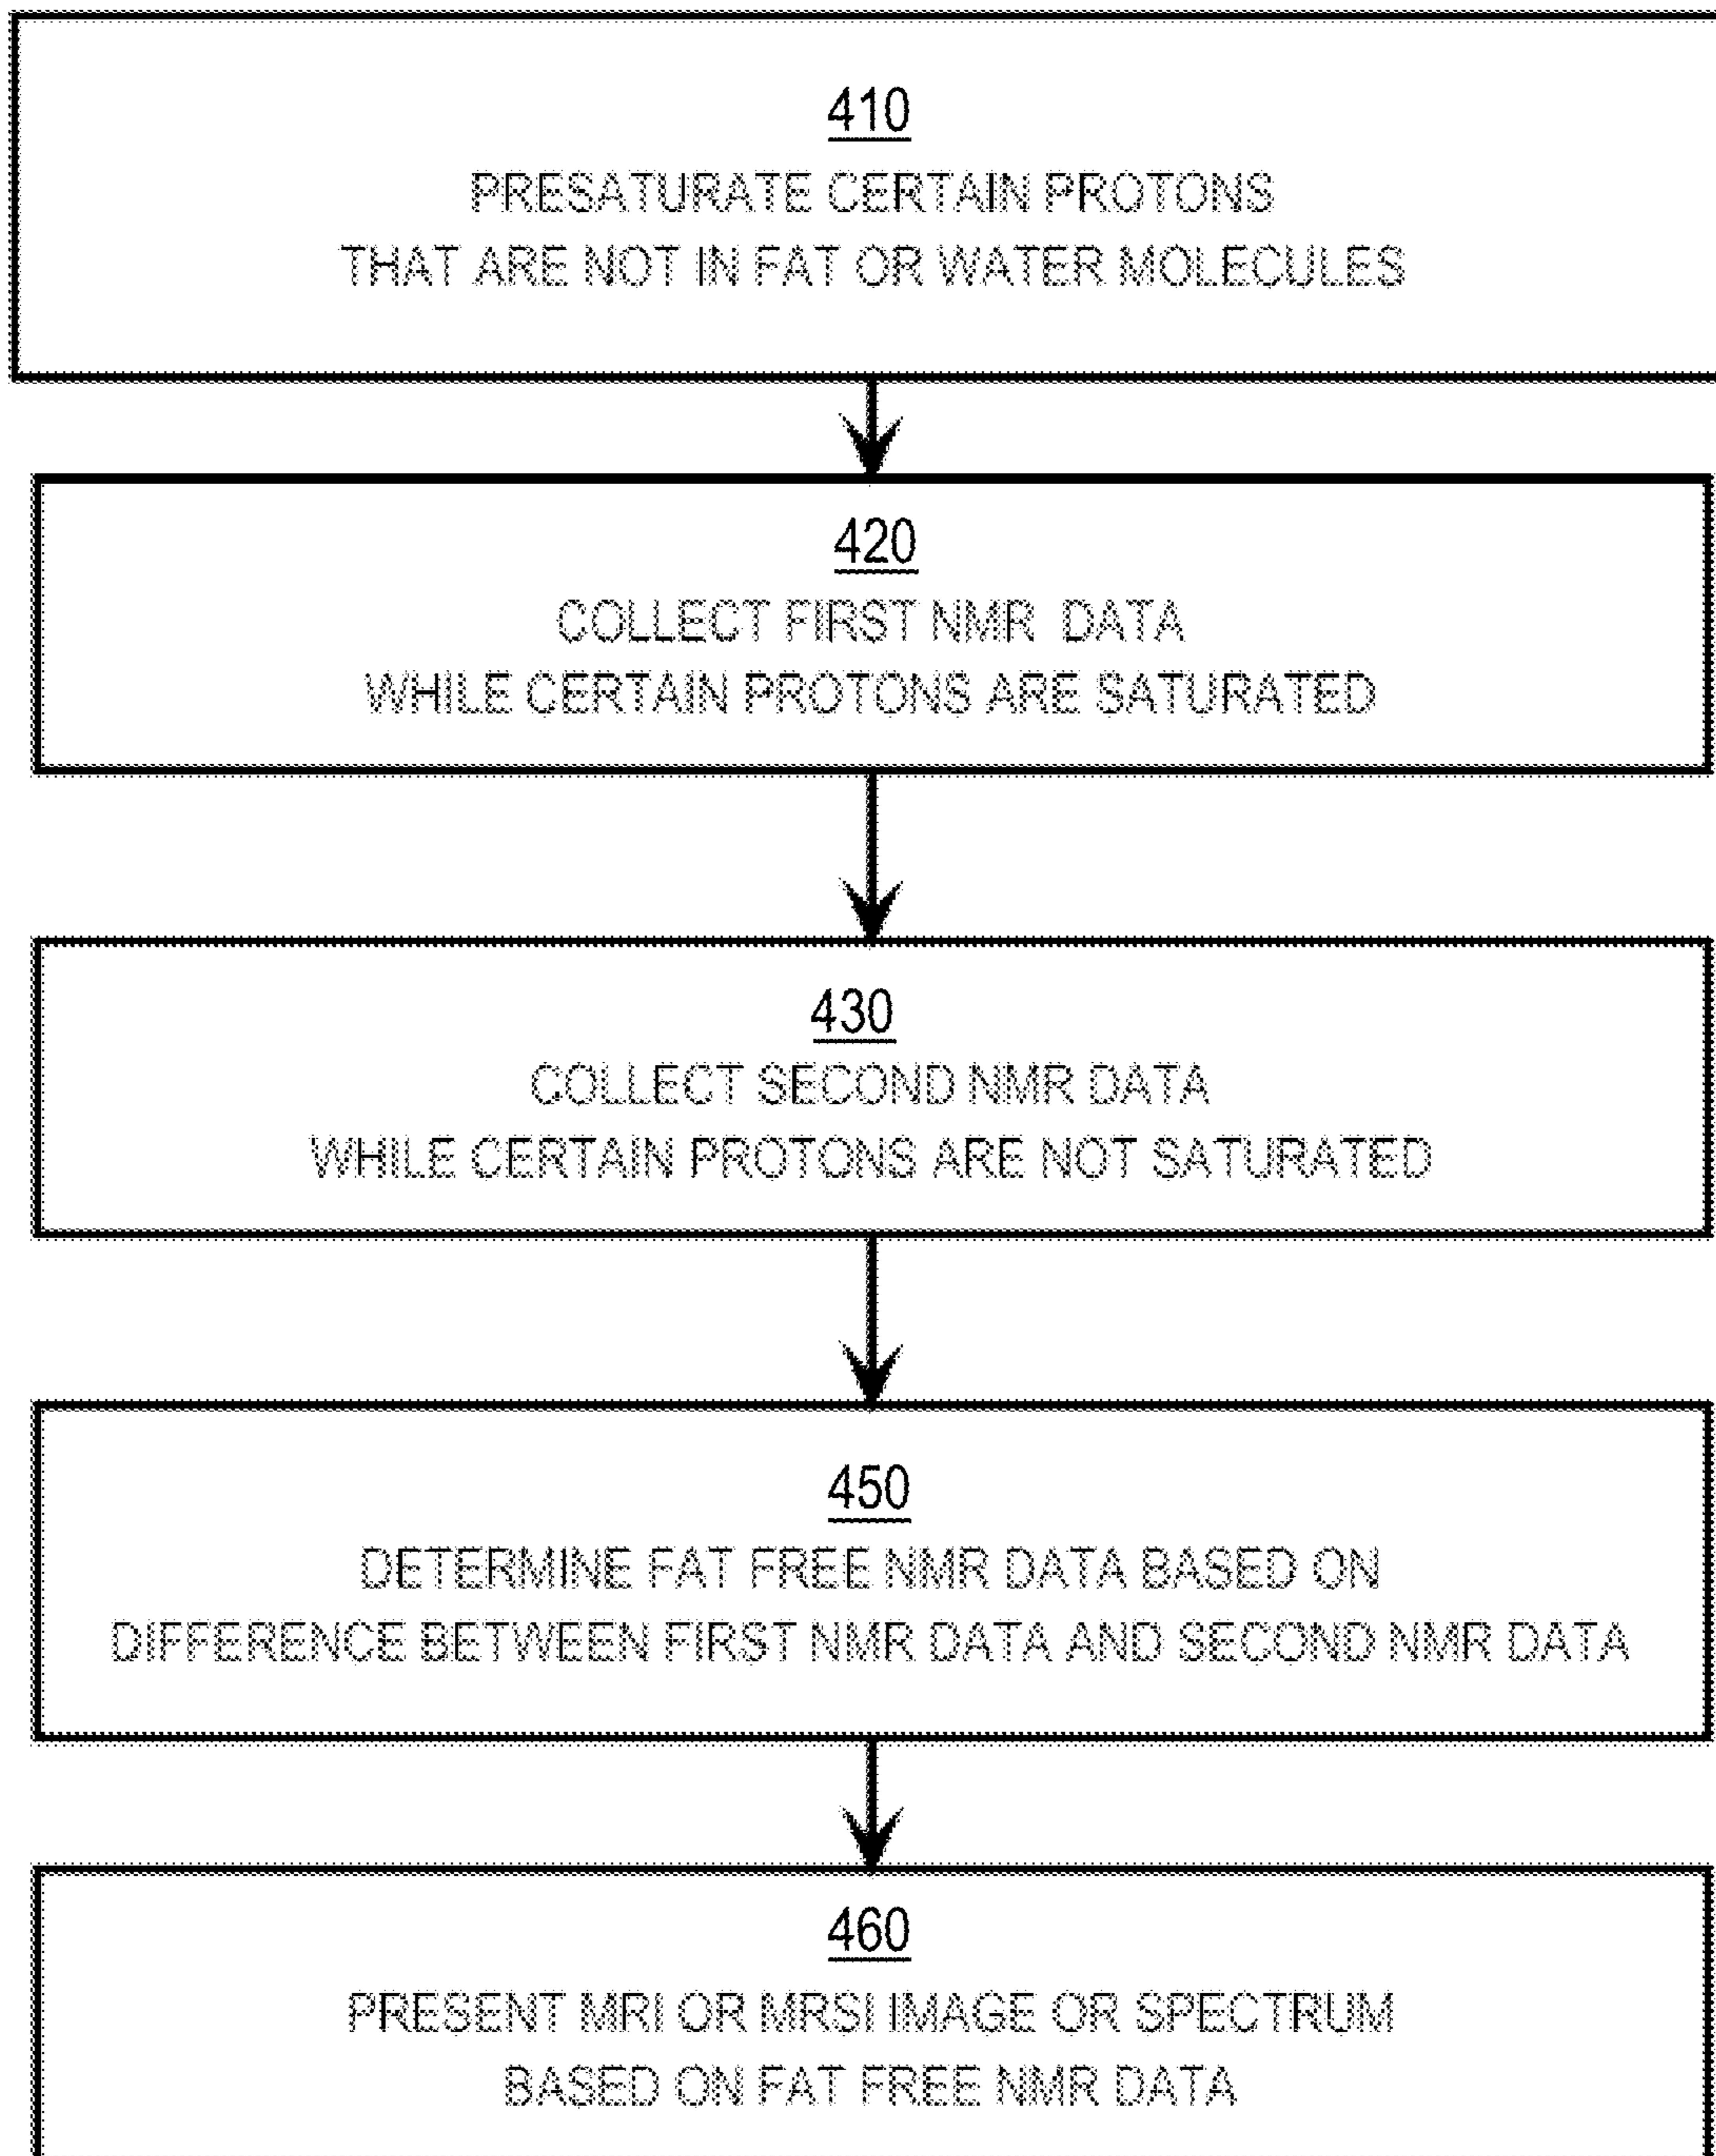 410
PRESATURATE CERTAIN PROTONS
THAT ARE NOT IN FAT OR WATER MOLECULES
420
COLLECT FIRST NMR DATA
WHILE CERTAIN PROTONS ARE SATURATED
430
COLLECT SECOND NMR DATA
WHILE CERTAIN PROTONS ARE NOT SATURATED
450
DETERMINE FAT FREE NMR DATA BASED ON
DIFFERENCE BETWEEN FIRST NMR DATA AND SECOND NMR DATA
460
PRESENT MRI OR MRSI IMAGE OR SPECTRUM
BASED ON FAT FREE NMR DATA